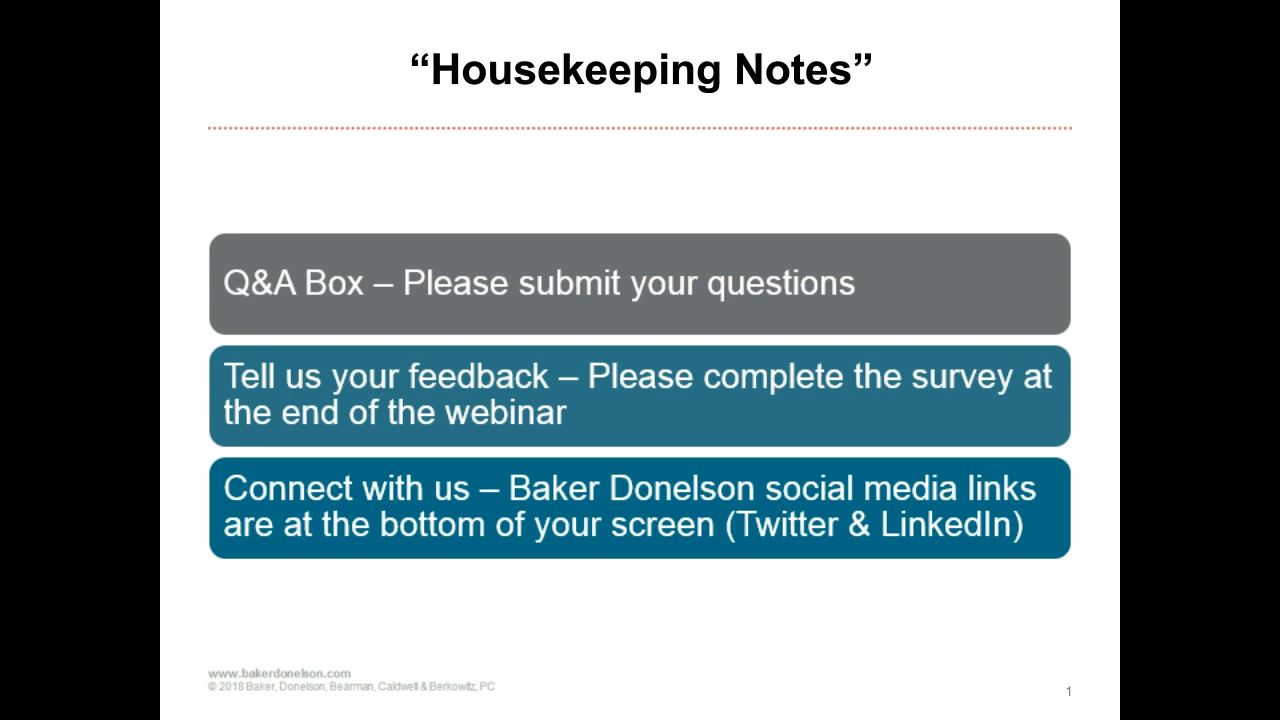 “Housekeeping Notes”
Q&A Box – Please submit your questions
Tell us your feedback – Please complete the survey at
the end of the webinar
Connect with us – Baker Donelson social media links
are at the bottom of your screen (Twitter & LinkedIn)
www.bakerdonelson.com
© 2018 Baker, Donelson, Bearman, Caldwell & Berkowitz, PC
1